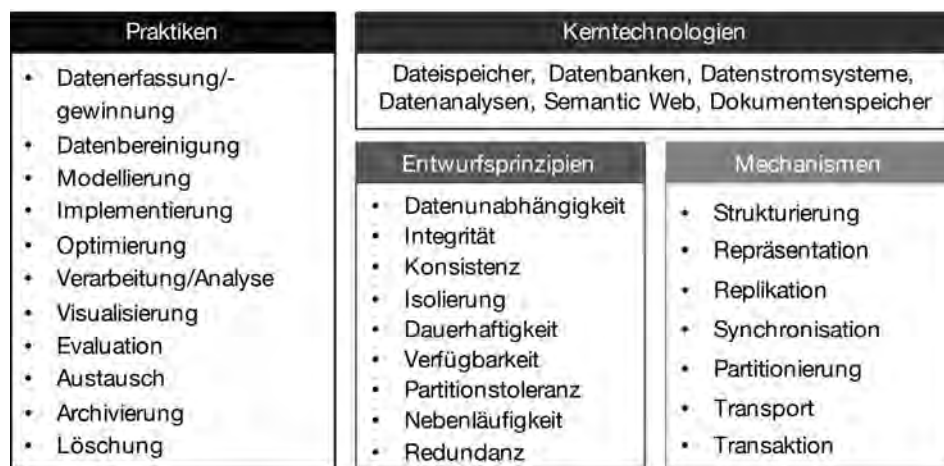 Praktiken
• Datenerfassung/-
gewinnung
• Datenbereinigung
• Modellierung
• Implementierung
• Optimierung
• Verarbeitung/Analyse
• Visualisierung
• Evaluation
• Austausch
• Archivierung
• Löschung
Kerntechnologien
Dateispeicher, Datenbanken, Datenstromsysteme,
Datenanalysen, Semantic Web, Dokumentenspeicher
Entwurfsprinzipien
• Datenunabhängigkeit
• Integrität
• Konsistenz
• Isolierung
• Dauerhaftigkeit
• Verfügbarkeit
• Partitionstoleranz
• Nebenläufigkeit
• Redundanz
Mechanismen
• Strukturierung
• Repräsentation
• Replikation
• Synchronisation
• Partitionierung
• Transport
• Transaktion